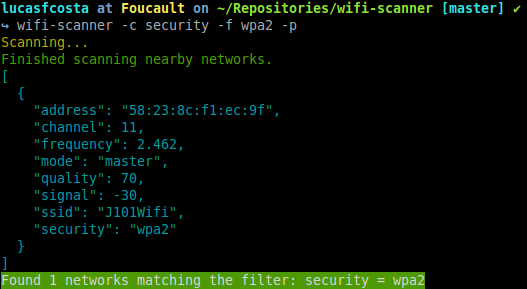 lucasfcosta at Foucault on ~/Repositories/wifi-scanner [master] ✔
↪ wifi-scanner -c security -f wpa2 -p
Scanning...
Finished scanning nearby networks.
[
  {
    "address": "58:23:8c:f1:ec:9f",
    "channel": 11,
    "frequency": 2.462,
    "mode": "master",
    "quality": 70,
    "signal": -30,
    "ssid": "J101Wifi",
    "security": "wpa2"
  }
]
Found 1 networks matching the filter: security = wpa2